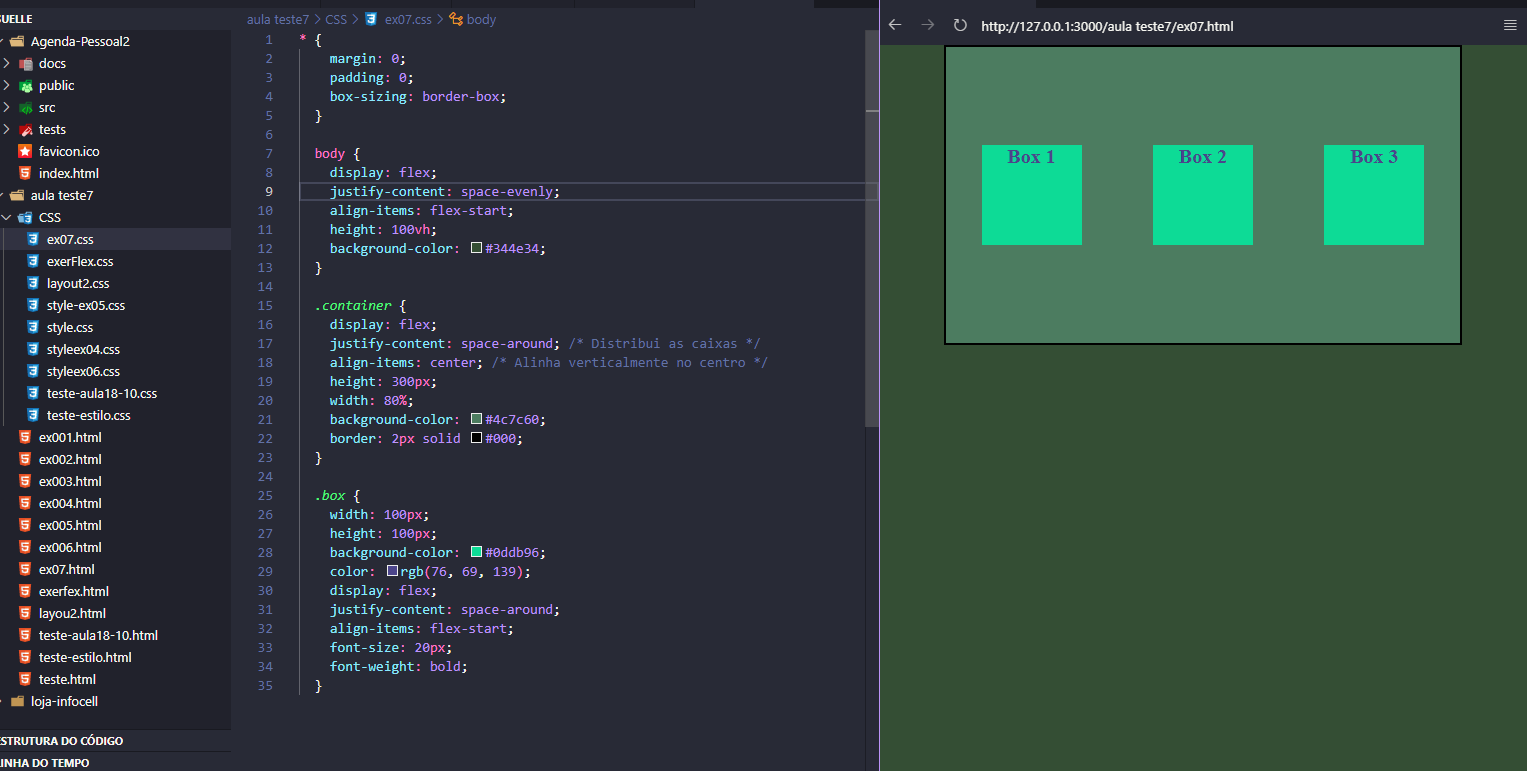 SUELLE
Agenda-Pessoal2
docs
public
src
tests
favicon.ico
index.html
aula teste7
CSS
ex07.css
exerFlex.css
layout2.css
style-ex05.css
style.css
styleex04.css
styleex06.css
teste-aula18-10.css
teste-estilo.css
ex001.html
ex002.html
ex003.html
ex004.html
ex005.html
ex006.html
ex07.html
exerfex.html
layou2.html
teste-aula18-10.html
teste-estilo.html
teste.html
loja-infocell
ESTRUTURA DO CÓDIGO
LINHA DO TEMPO
aula teste7 > CSS > ex07.css > body
1 * {
2 margin: 0;
3 padding: 0;
4 box-sizing: border-box;
5 }
6
7 body {
8 display: flex;
9 justify-content: space-evenly;
10 align-items: flex-start;
11 height: 100vh;
12 background-color: #344e34;
13 }
14
15 .container {
16 display: flex;
17 justify-content: space-around; /* Distribui as caixas */
18 align-items: center; /* Alinha verticalmente no centro */
19 height: 300px;
20 width: 80%;
21 background-color: #4c7c60;
22 border: 2px solid #000;
23 }
24
25 .box {
26 width: 100px;
27 height: 100px;
28 background-color: #0ddb96;
29 color: rgb(76, 69, 139);
30 display: flex;
31 justify-content: space-around;
32 align-items: flex-start;
33 font-size: 20px;
34 font-weight: bold;
35 }
http://127.0.0.1:3000/aula teste7/ex07.html
Box 1 Box 2 Box 3